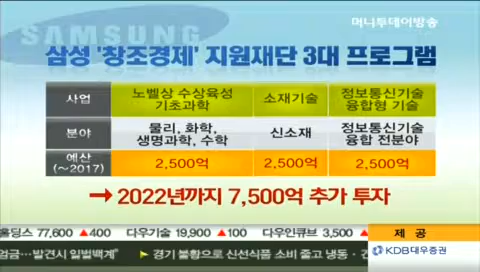 머니투데이방송
SAMSUNG
삼성 '창조경제' 지원재단 3대 프로그램
사업
노벨상 수상육성
기초과학
소재기술
정보통신기술
융합형 기술
분야
물리, 화학,
생명과학, 수학
신소재
정보통신기술
융합 전분야
예산
(~2017)
2,500억
2,500억
2,500억
→ 2022년까지 7,500억 추가 투자
홀딩스 77,600 ▲400 다우기술 19,900 ▲100 다우인큐브 3,500
제 공
엄금…발견시 일벌백계" ▶ 경기 불황으로 신선식품 소비 줄고 냉동·
KDB대우증권